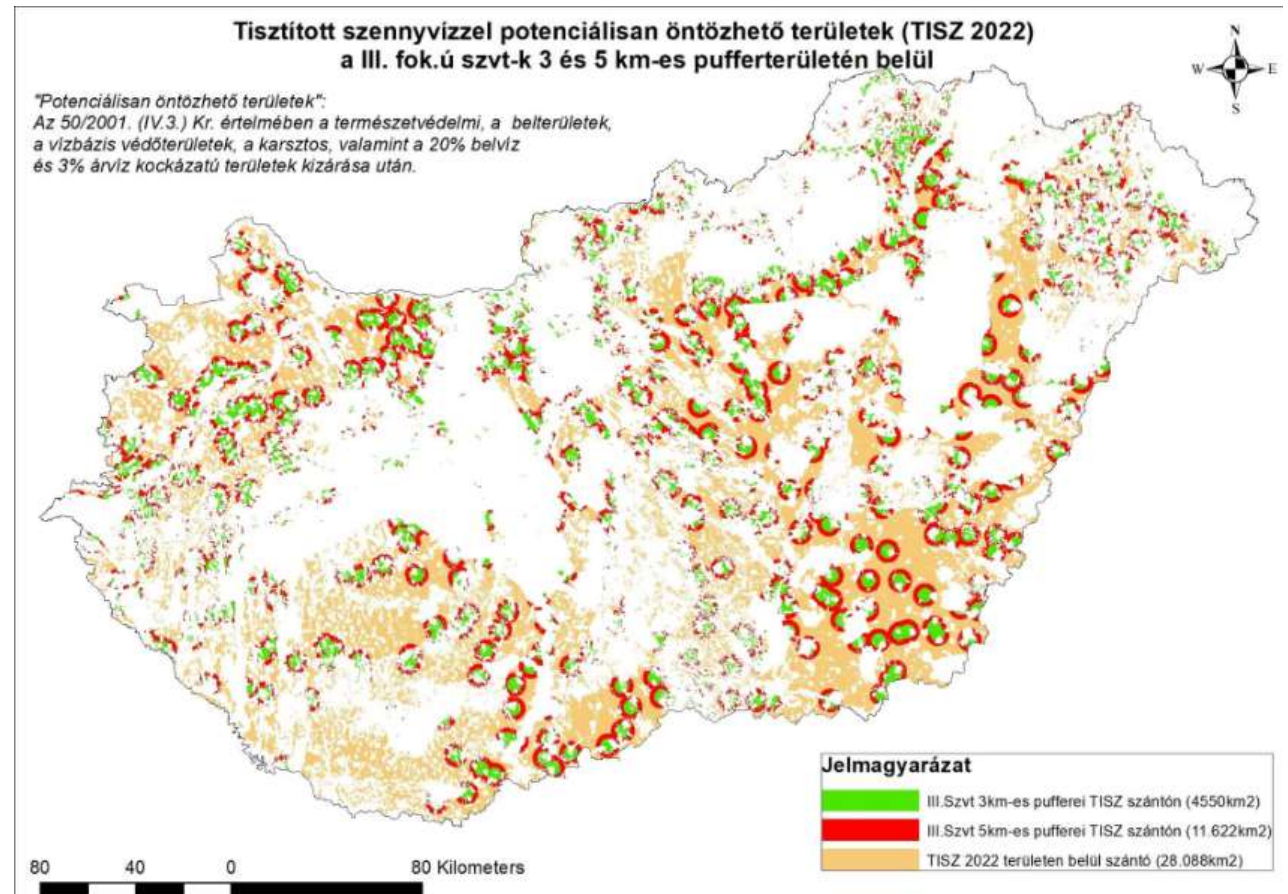 Tisztított szennyvízzel potenciálisan öntözhető területek (TISZ 2022)
a III. fok.ú szvt-k 3 és 5 km-es pufferterületén belül
N
W E
S
"Potenciálisan öntözhető területek":
Az 50/2001. (IV.3.) Kr. értelmében a természetvédelmi, a belterületek,
a vízbázis védőterületek, a karsztos, valamint a 20% belvíz
és 3% árvíz kockázatú területek kizárása után.
Jelmagyarázat
III.Szvt 3km-es pufferei TISZ szántón (4550km2)
III.Szvt 5km-es pufferei TISZ szántón (11.622km2)
TISZ 2022 területen belül szántó (28.088km2)
80 40 0 80 Kilometers